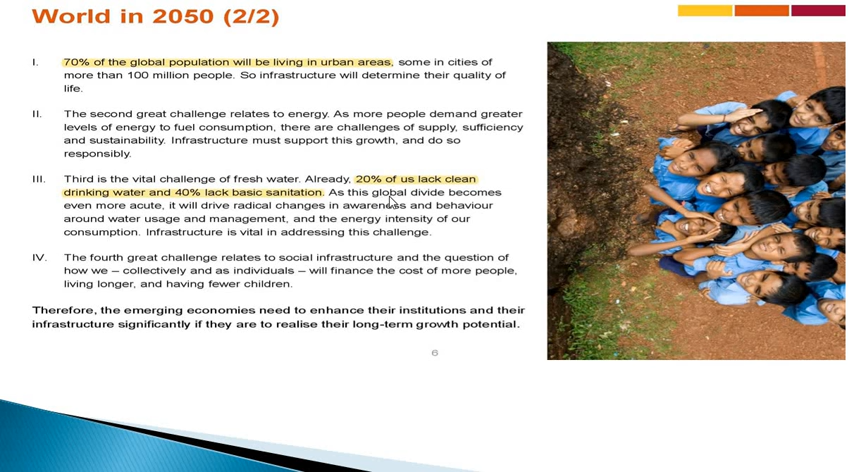 World in 2050 (2/2)
I. 70% of the global population will be living in urban areas, some in cities of
more than 100 million people. So infrastructure will determine their quality of
life.
II. The second great challenge relates to energy. As more people demand greater
levels of energy to fuel consumption, there are challenges of supply, sufficiency
and sustainability. Infrastructure must support this growth, and do so
responsibly.
III. Third is the vital challenge of fresh water. Already, 20% of us lack clean
drinking water and 40% lack basic sanitation. As this global divide becomes
even more acute, it will drive radical changes in awareness and behaviour
around water usage and management, and the energy intensity of our
consumption. Infrastructure is vital in addressing this challenge.
IV. The fourth great challenge relates to social infrastructure and the question of
how we – collectively and as individuals – will finance the cost of more people,
living longer, and having fewer children.
Therefore, the emerging economies need to enhance their institutions and their
infrastructure significantly if they are to realise their long-term growth potential.
6